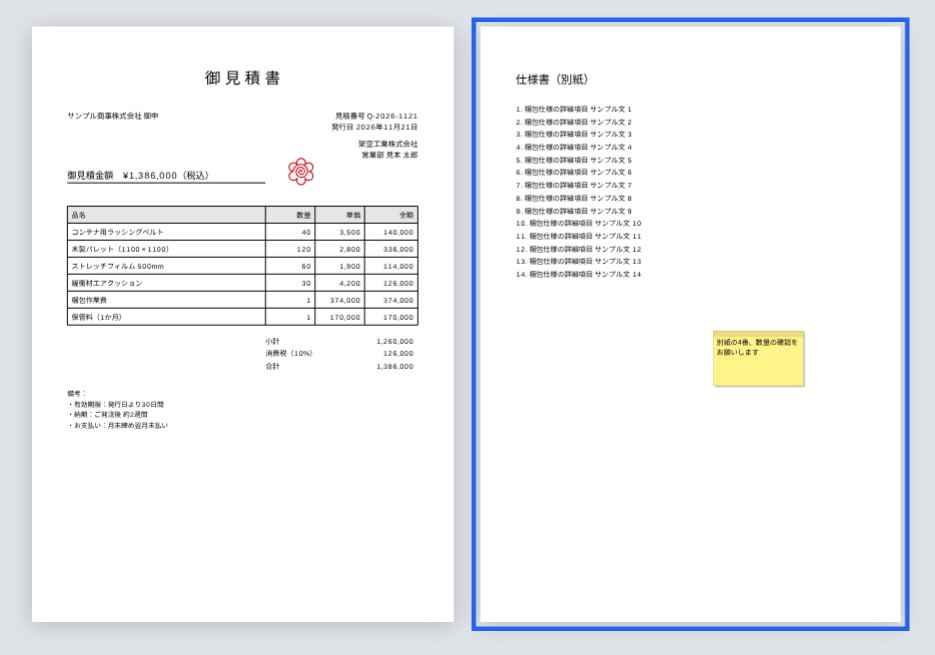 御見積書
サンプル商事株式会社 御中
見積番号 Q-2026-1121
発行日 2026年11月21日
架空工業株式会社
営業部 見本 太郎
御見積金額 ¥1,386,000（税込）
品名 数量 単価 金額
コンテナ用ラッシングベルト 40 3,500 140,000
木製パレット（1100×1100） 120 2,800 336,000
ストレッチフィルム 500mm 60 1,900 114,000
緩衝材エアクッション 30 4,200 126,000
梱包作業費 1 374,000 374,000
保管料（1か月） 1 170,000 170,000
小計 1,260,000
消費税（10%） 126,000
合計 1,386,000
備考：
・有効期限：発行日より30日間
・納期：ご発注後 約2週間
・お支払い：月末締め翌月末払い
仕様書（別紙）
1. 梱包仕様の詳細項目 サンプル文 1
2. 梱包仕様の詳細項目 サンプル文 2
3. 梱包仕様の詳細項目 サンプル文 3
4. 梱包仕様の詳細項目 サンプル文 4
5. 梱包仕様の詳細項目 サンプル文 5
6. 梱包仕様の詳細項目 サンプル文 6
7. 梱包仕様の詳細項目 サンプル文 7
8. 梱包仕様の詳細項目 サンプル文 8
9. 梱包仕様の詳細項目 サンプル文 9
10. 梱包仕様の詳細項目 サンプル文 10
11. 梱包仕様の詳細項目 サンプル文 11
12. 梱包仕様の詳細項目 サンプル文 12
13. 梱包仕様の詳細項目 サンプル文 13
14. 梱包仕様の詳細項目 サンプル文 14
別紙の4番、数量の確認を
お願いします